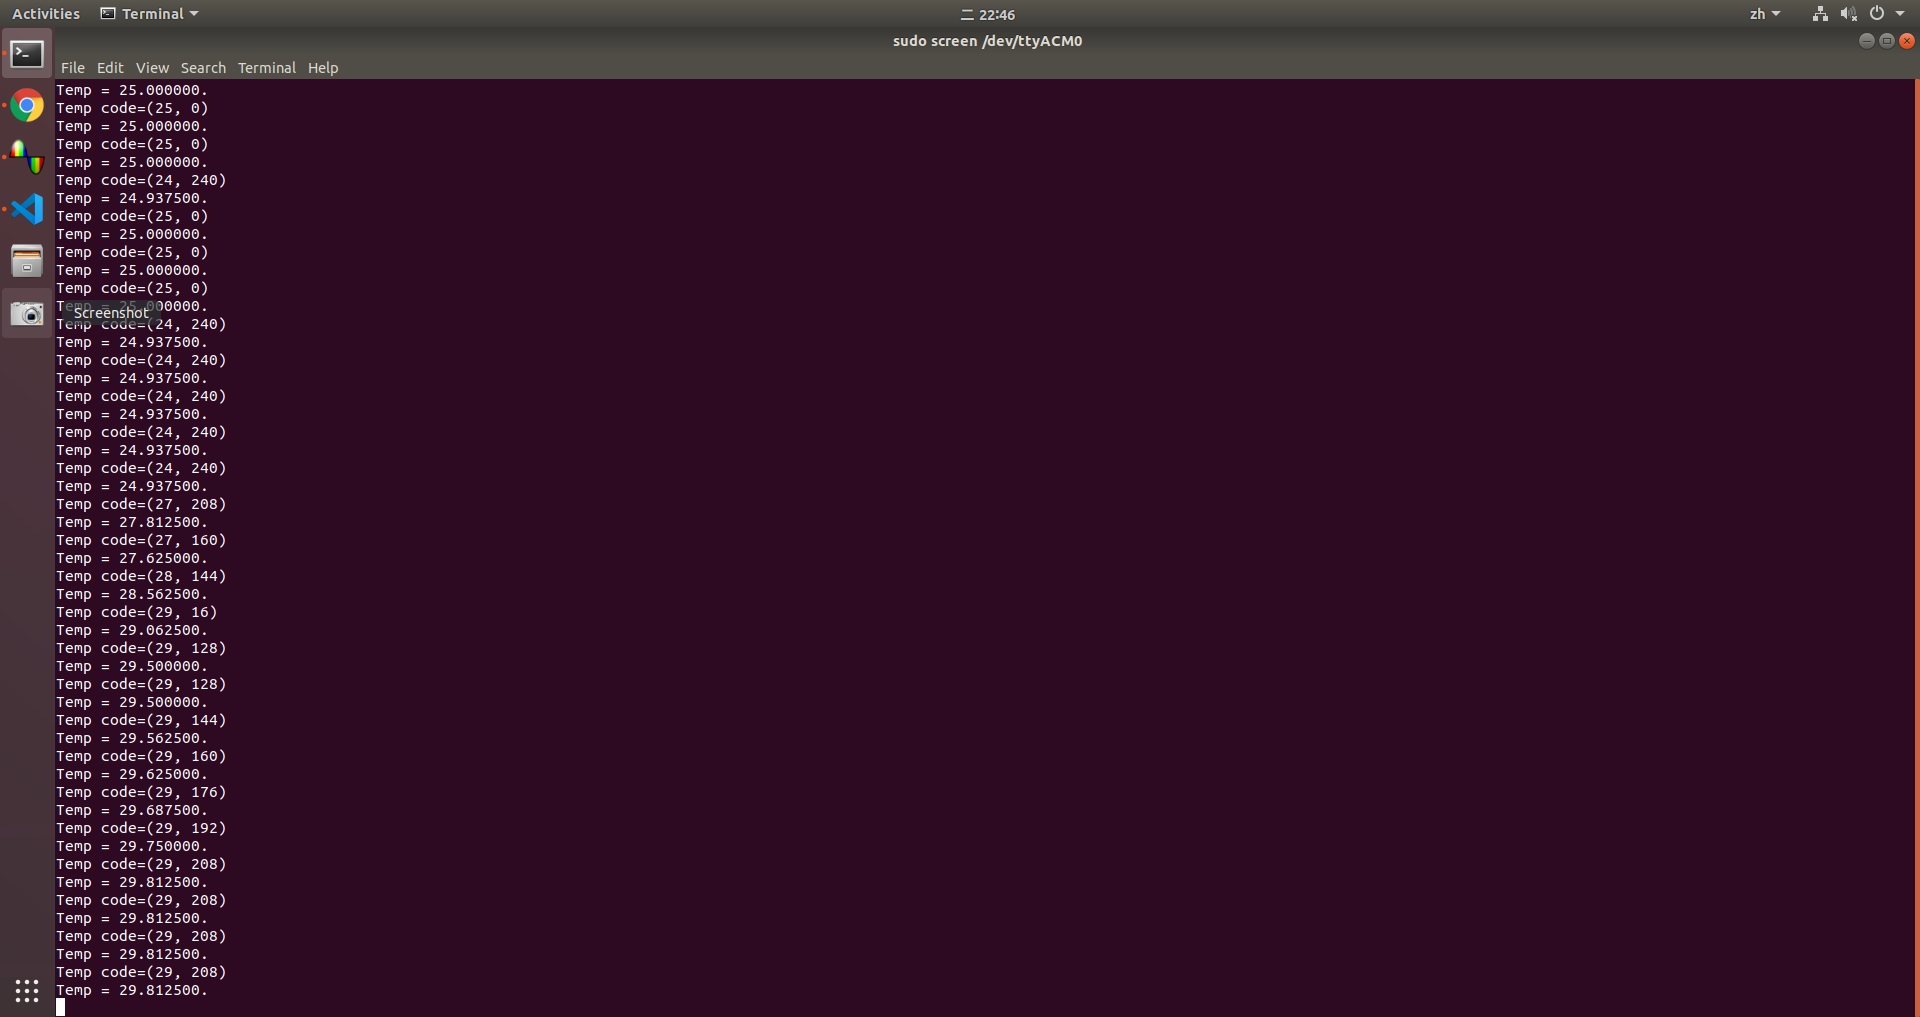 Activities Terminal 二 22:46 zh
sudo screen /dev/ttyACM0
File Edit View Search Terminal Help
Temp = 25.000000.
Temp code=(25, 0)
Temp = 25.000000.
Temp code=(25, 0)
Temp = 25.000000.
Temp code=(24, 240)
Temp = 24.937500.
Temp code=(25, 0)
Temp = 25.000000.
Temp code=(25, 0)
Temp = 25.000000.
Temp code=(25, 0)
Temp = 25.000000.
Screenshot
Temp code=(24, 240)
Temp = 24.937500.
Temp code=(24, 240)
Temp = 24.937500.
Temp code=(24, 240)
Temp = 24.937500.
Temp code=(24, 240)
Temp = 24.937500.
Temp code=(24, 240)
Temp = 24.937500.
Temp code=(27, 208)
Temp = 27.812500.
Temp code=(27, 160)
Temp = 27.625000.
Temp code=(28, 144)
Temp = 28.562500.
Temp code=(29, 16)
Temp = 29.062500.
Temp code=(29, 128)
Temp = 29.500000.
Temp code=(29, 128)
Temp = 29.500000.
Temp code=(29, 144)
Temp = 29.562500.
Temp code=(29, 160)
Temp = 29.625000.
Temp code=(29, 176)
Temp = 29.687500.
Temp code=(29, 192)
Temp = 29.750000.
Temp code=(29, 208)
Temp = 29.812500.
Temp code=(29, 208)
Temp = 29.812500.
Temp code=(29, 208)
Temp = 29.812500.
Temp code=(29, 208)
Temp = 29.812500.